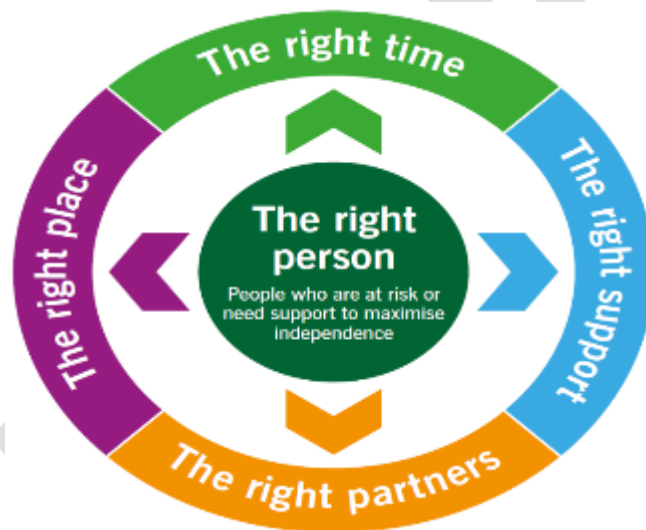 The right time
The right place
The right person
People who are at risk or
need support to maximise
independence
The right support
The right partners